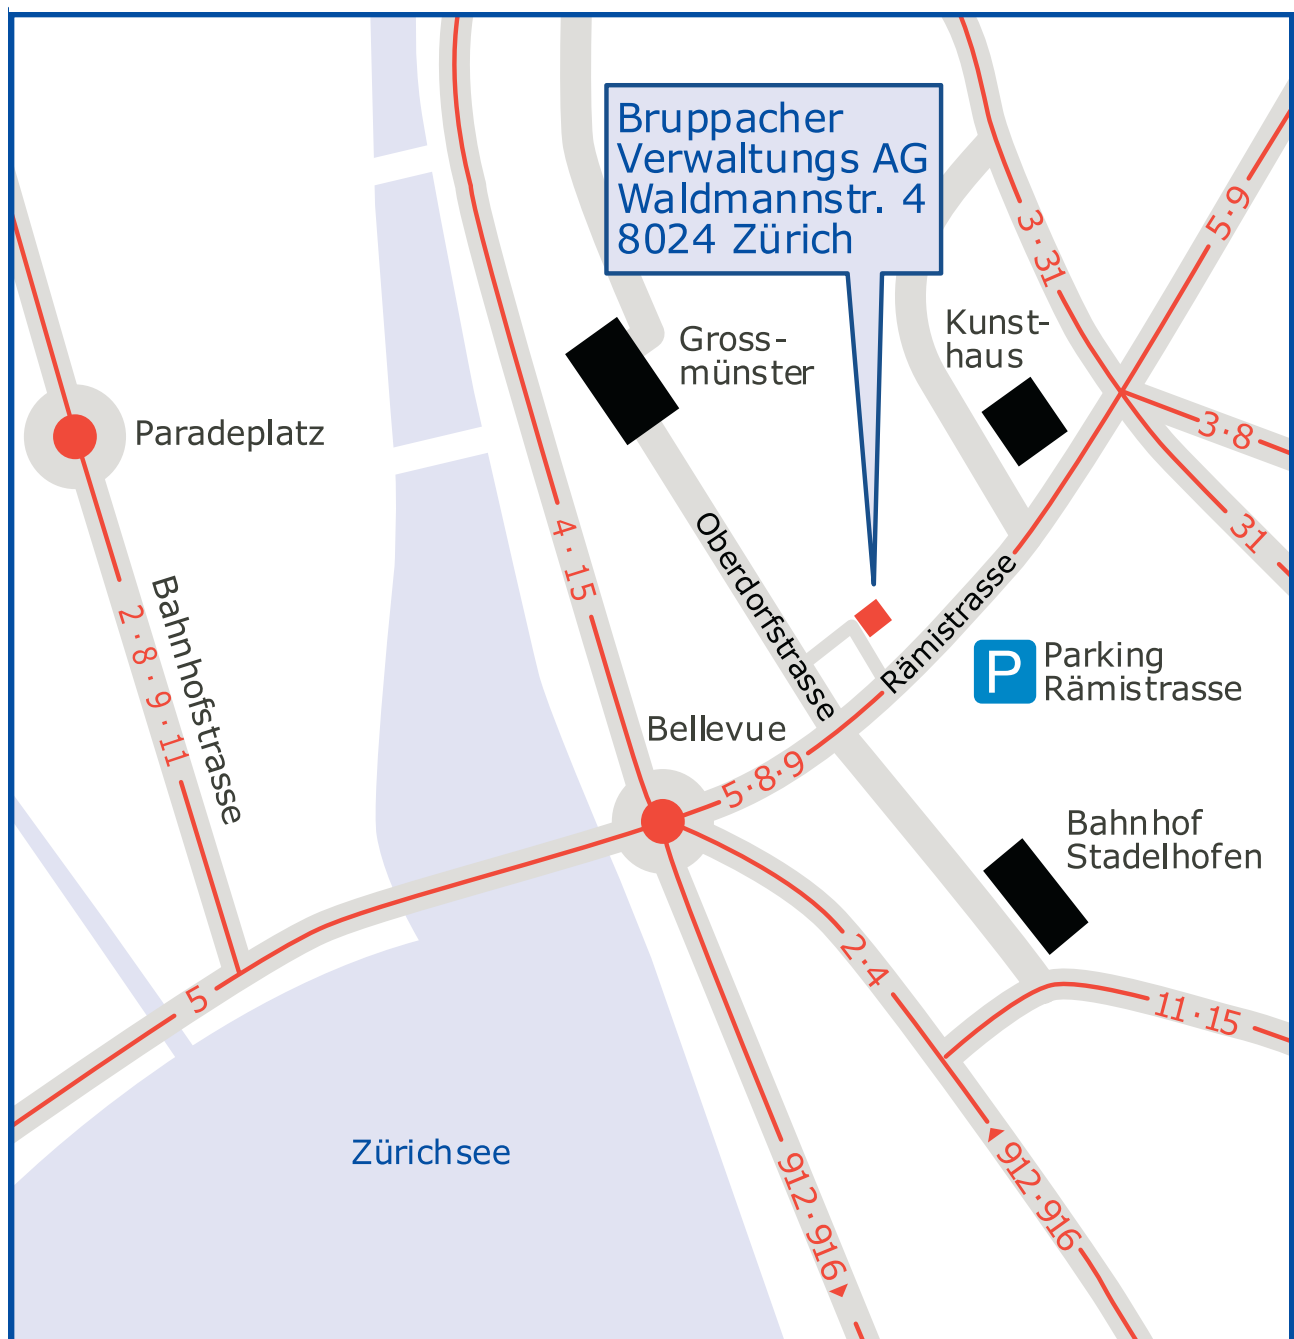 Bruppacher
Verwaltungs AG
Waldmannstr. 4
8024 Zürich
5·9
3·31
Kunst-
haus
Gross-
münster
Paradeplatz
3·8
31
4·15
Oberdorfstrasse
Rämistrasse
Bahnhofstrasse
2·8·9·11
P
Parking
Rämistrasse
Bellevue
5·8·9
Bahnhof
Stadelhofen
2·4
5
11·15
Zürichsee
912·916
912·916